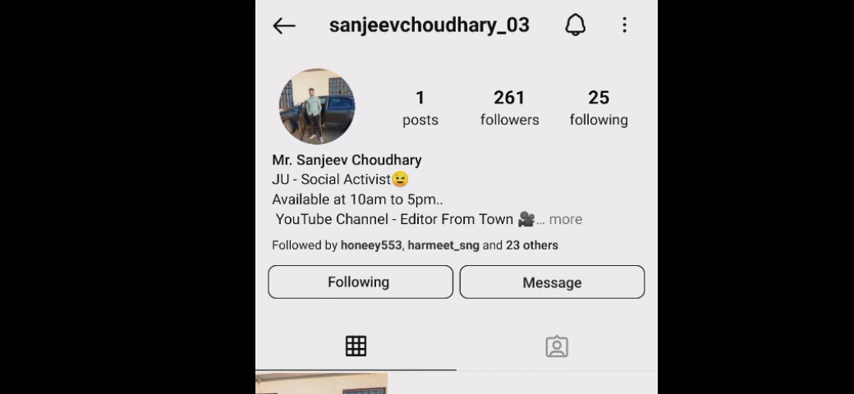 sanjeevchoudhary_03
1 261 25
posts followers following
Mr. Sanjeev Choudhary
JU - Social Activist😉
Available at 10am to 5pm..
YouTube Channel - Editor From Town 🎥... more
Followed by honeey553, harmeet_sng and 23 others
Following Message